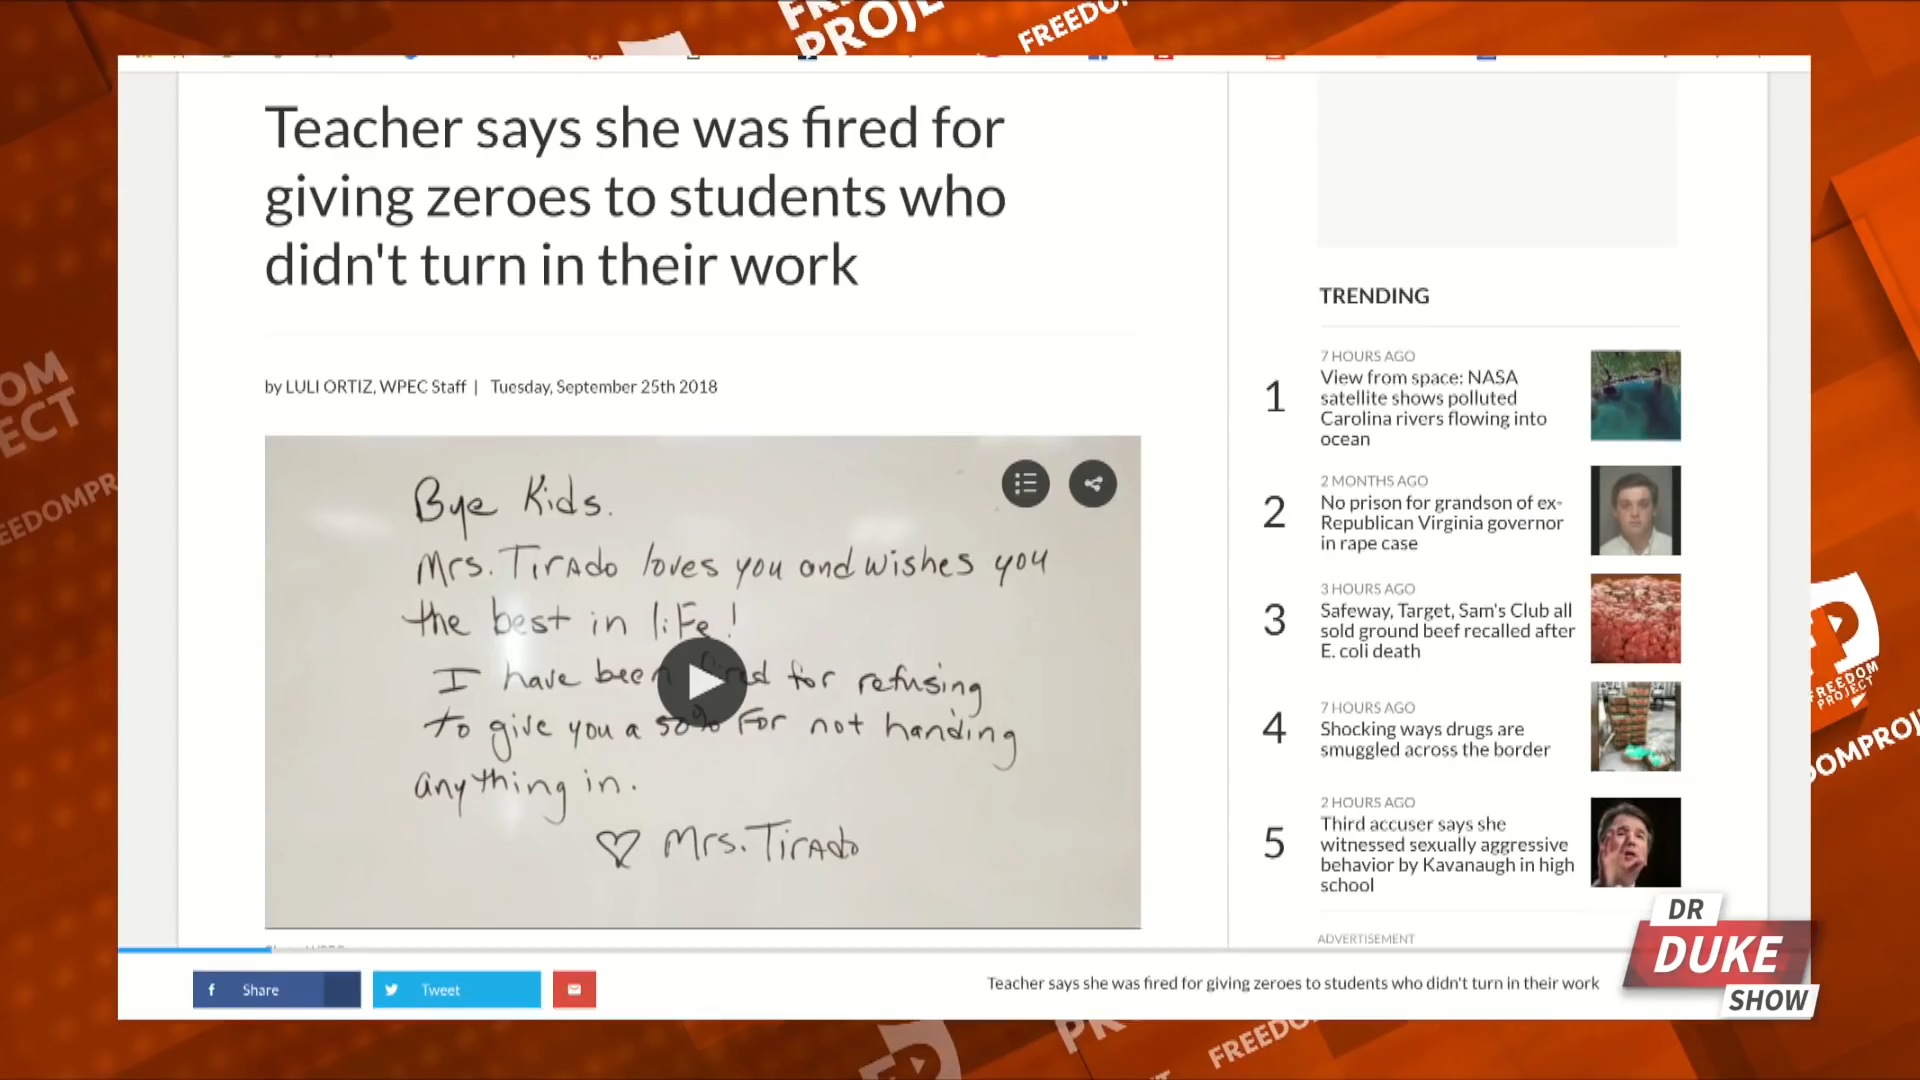 FREEDOM
Teacher says she was fired for
giving zeroes to students who
didn't turn in their work
by LULI ORTIZ, WPEC Staff | Tuesday, September 25th 2018
Bye Kids.
Mrs. Tirado loves you and wishes you
the best in life!
I have been for refusing
to give you a 50% for not handing
anything in.
♡ Mrs. Tirado
TRENDING
1
7 HOURS AGO
View from space: NASA
satellite shows polluted
Carolina rivers flowing into
ocean
2
2 MONTHS AGO
No prison for grandson of ex-
Republican Virginia governor
in rape case
3
3 HOURS AGO
Safeway, Target, Sam's Club all
sold ground beef recalled after
E. coli death
4
7 HOURS AGO
Shocking ways drugs are
smuggled across the border
5
2 HOURS AGO
Third accuser says she
witnessed sexually aggressive
behavior by Kavanaugh in high
school
ADVERTISEMENT
Share
Tweet
Teacher says she was fired for giving zeroes to students who didn't turn in their work
DR
DUKE
SHOW
FREEDOM
PROJECT